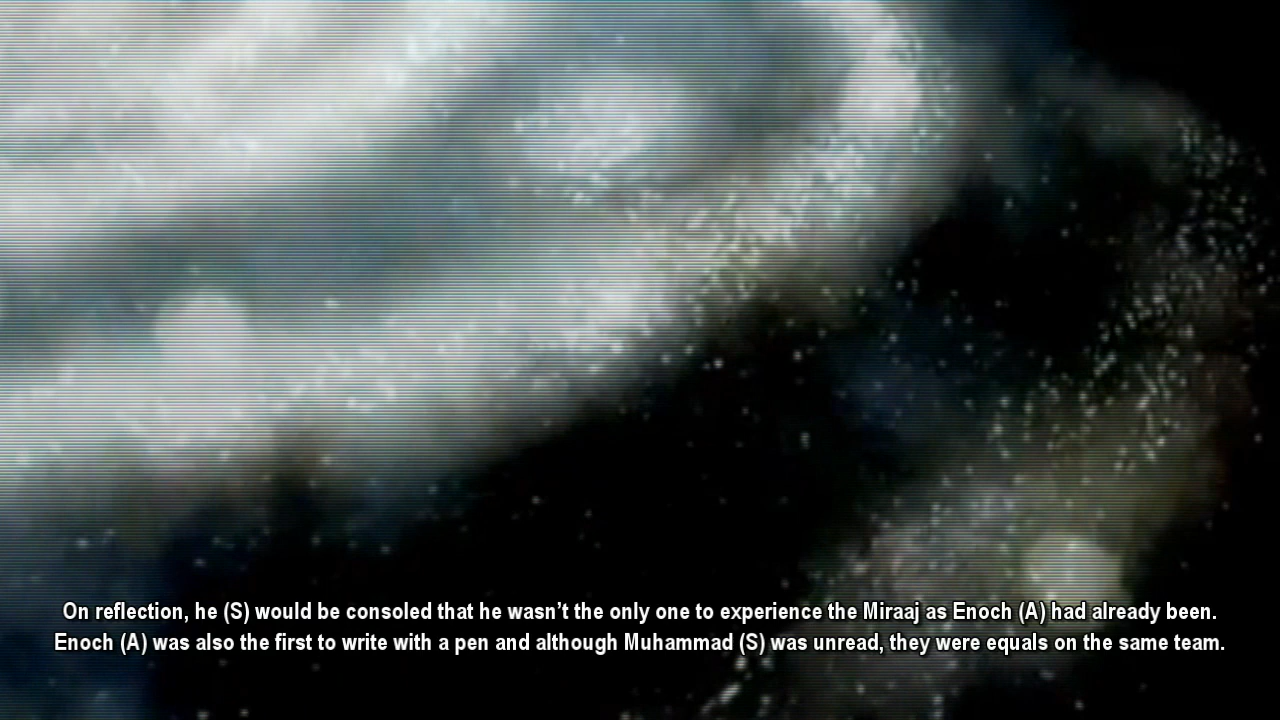 On reflection, he (S) would be consoled that he wasn’t the only one to experience the Miraaj as Enoch (A) had already been.
Enoch (A) was also the first to write with a pen and although Muhammad (S) was unread, they were equals on the same team.